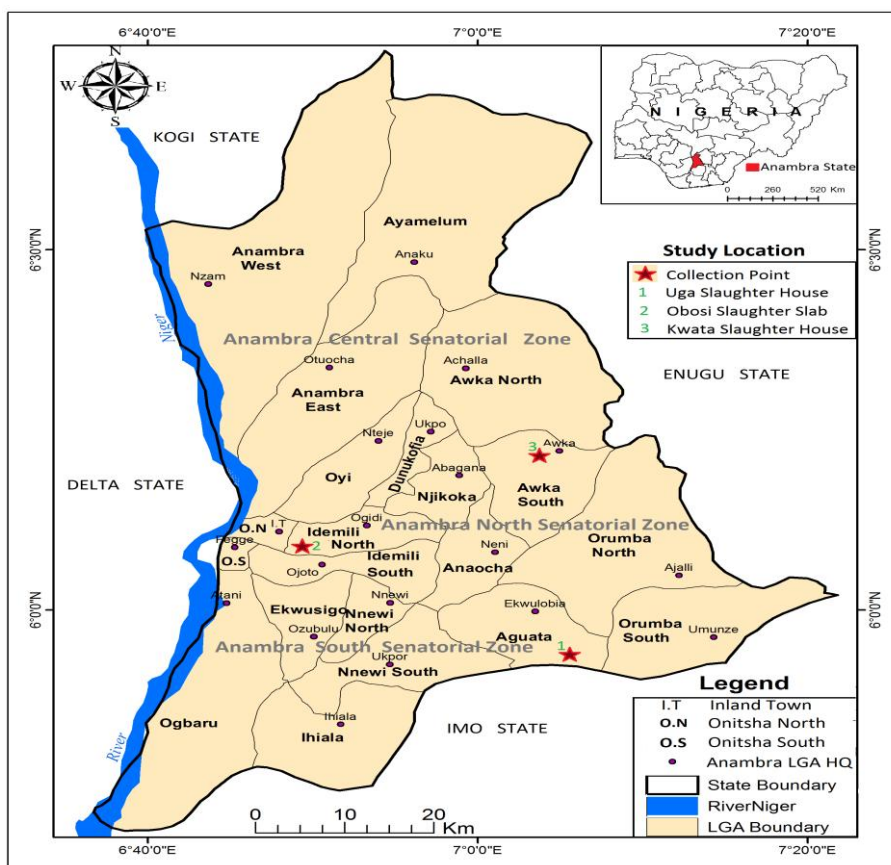 6°40'0"E
7°0'0"E
7°20'0"E
N
W
E
S
KOGI STATE
NIGERIA
Anambra State
0 260 520 Km
6°30'0"N
6°30'0"N
Ayamelum
Anaku
Anambra
West
Nzam
Niger
Study Location
Collection Point
1 Uga Slaughter House
2 Obosi Slaughter Slab
3 Kwata Slaughter House
Anambra Central Senatorial Zone
Otuocha
Achalla
Awka North
Anambra
East
ENUGU STATE
Nteje
Ukpo
Dunukofia
3
Awka
Abagana
Oyi
Njikoka
Awka
South
DELTA STATE
O.N
I.T
Ogidi
Idemili
North
2
Anambra North Senatorial Zone
Orumba
North
Fegge
O.S
Ojoto
Idemili
South
Neni
Anaocha
Ajalli
6°0'0"N
6°0'0"N
Atani
Nnewi
Ekwulobia
Ekwusigo
Nnewi
North
Ozubulu
Aguata
Orumba
South
Umunze
Anambra South Senatorial Zone
1
Ukpor
Nnewi South
Ogbaru
Ihiala
Ihiala
IMO STATE
River
Legend
I.T Inland Town
O.N Onitsha North
O.S Onitsha South
Anambra LGA HQ
State Boundary
RiverNiger
LGA Boundary
0 5 10 20
Km
6°40'0"E
7°0'0"E
7°20'0"E